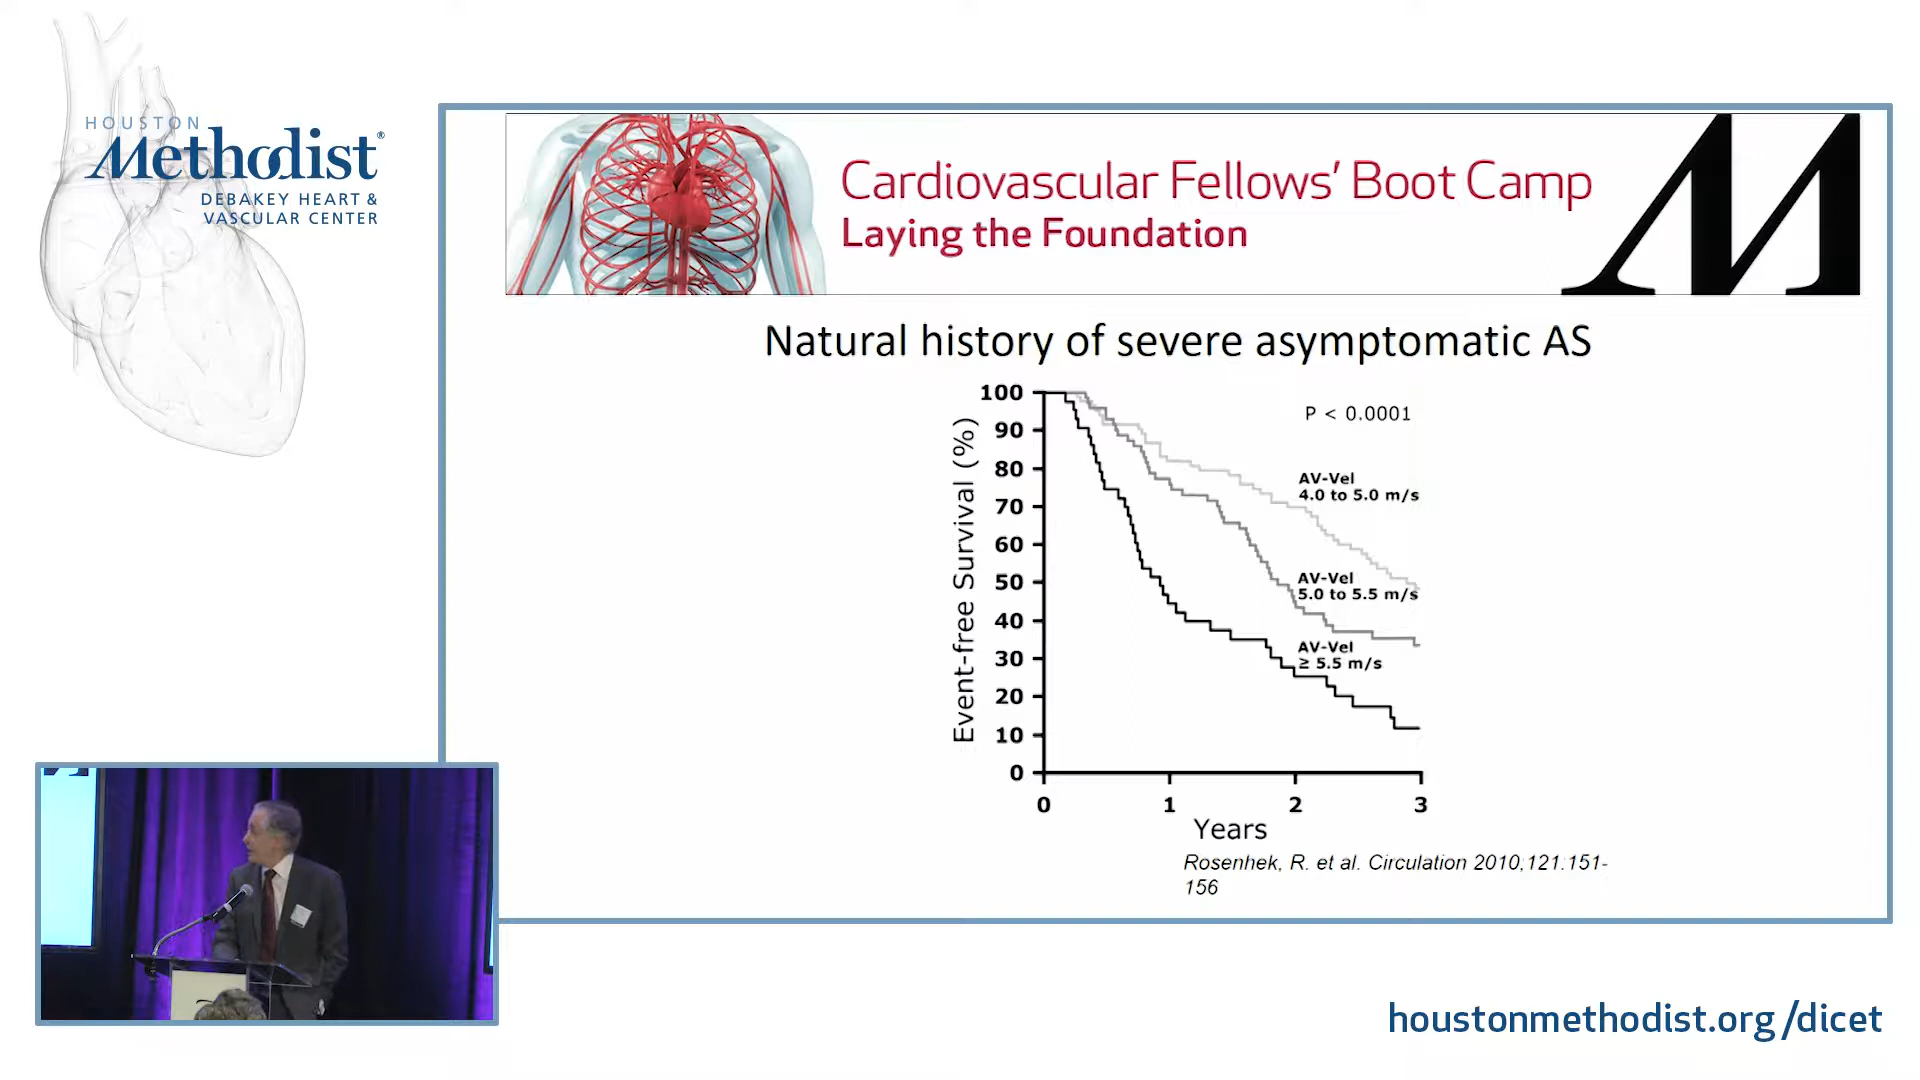 HOUSTON
Methodist®
DEBAKEY HEART &
VASCULAR CENTER
Cardiovascular Fellows’ Boot Camp
Laying the Foundation
M
Natural history of severe asymptomatic AS
Event-free Survival (%)
100
90
80
70
60
50
40
30
20
10
0
P < 0.0001
AV-Vel
4.0 to 5.0 m/s
AV-Vel
5.0 to 5.5 m/s
AV-Vel
≥ 5.5 m/s
0 1 2 3
Years
Rosenhek, R. et al. Circulation 2010;121:151-
156
houstonmethodist.org/dicet